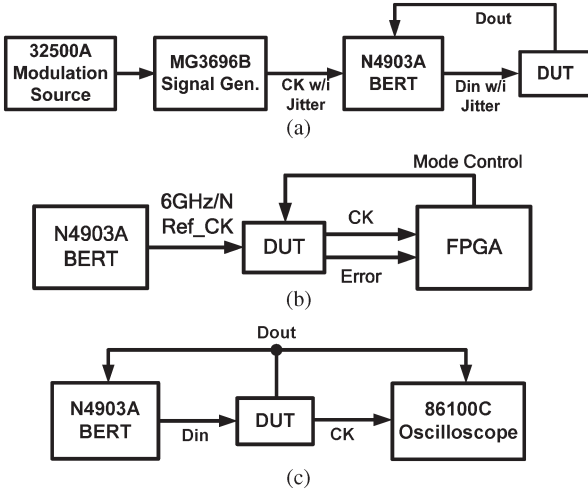 Dout
32500A
Modulation
Source
MG3696B
Signal Gen.
CK w/i
Jitter
N4903A
BERT
Din w/i
Jitter
DUT
(a)
Mode Control
N4903A
BERT
6GHz/N
Ref_CK
DUT
CK
Error
FPGA
(b)
Dout
N4903A
BERT
Din
DUT
CK
86100C
Oscilloscope
(c)